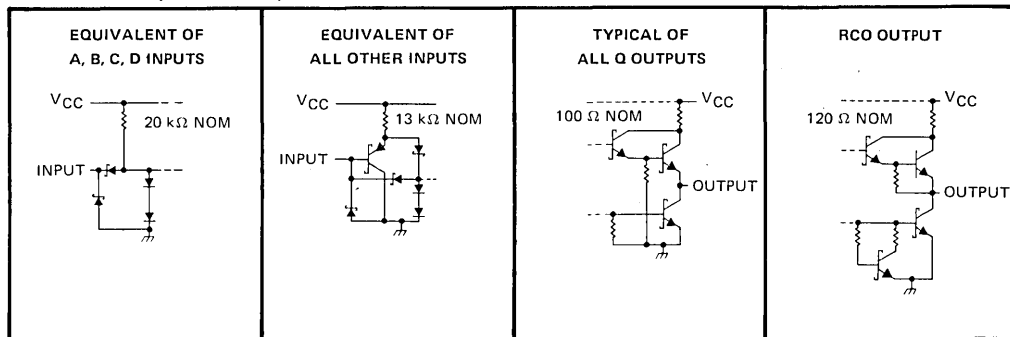 EQUIVALENT OF
A, B, C, D INPUTS
VCC
20 kΩ NOM
INPUT
EQUIVALENT OF
ALL OTHER INPUTS
VCC
13 kΩ NOM
INPUT
TYPICAL OF
ALL Q OUTPUTS
VCC
100 Ω NOM
OUTPUT
RCO OUTPUT
VCC
120 Ω NOM
OUTPUT